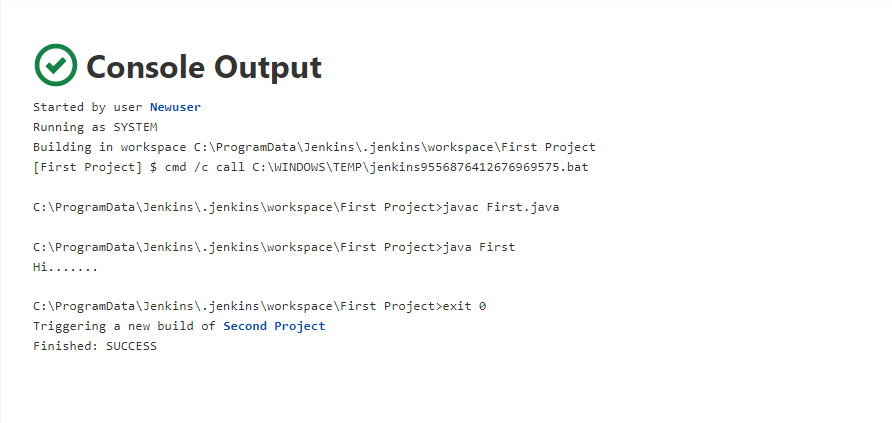 Console Output
Started by user Newuser
Running as SYSTEM
Building in workspace C:\ProgramData\Jenkins\.jenkins\workspace\First Project
[First Project] $ cmd /c call C:\WINDOWS\TEMP\jenkins9556876412676969575.bat
C:\ProgramData\Jenkins\.jenkins\workspace\First Project>javac First.java
C:\ProgramData\Jenkins\.jenkins\workspace\First Project>java First
Hi.......
C:\ProgramData\Jenkins\.jenkins\workspace\First Project>exit 0
Triggering a new build of Second Project
Finished: SUCCESS